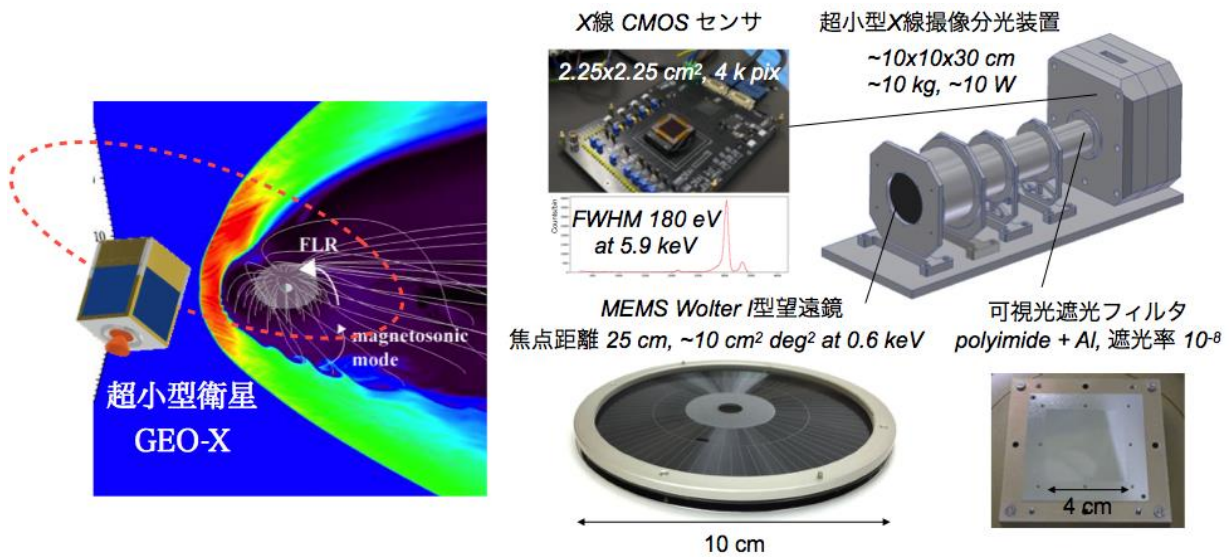 X線 CMOS センサ
2.25x2.25 cm², 4 k pix
FWHM 180 eV
at 5.9 keV
Counts/bin
超小型X線撮像分光装置
~10x10x30 cm
~10 kg, ~10 W
10
FLR
magnetosonic
mode
超小型衛星
GEO-X
MEMS Wolter I型望遠鏡
焦点距離 25 cm, ~10 cm² deg² at 0.6 keV
10 cm
可視光遮光フィルタ
polyimide + Al, 遮光率 10⁻⁸
4 cm